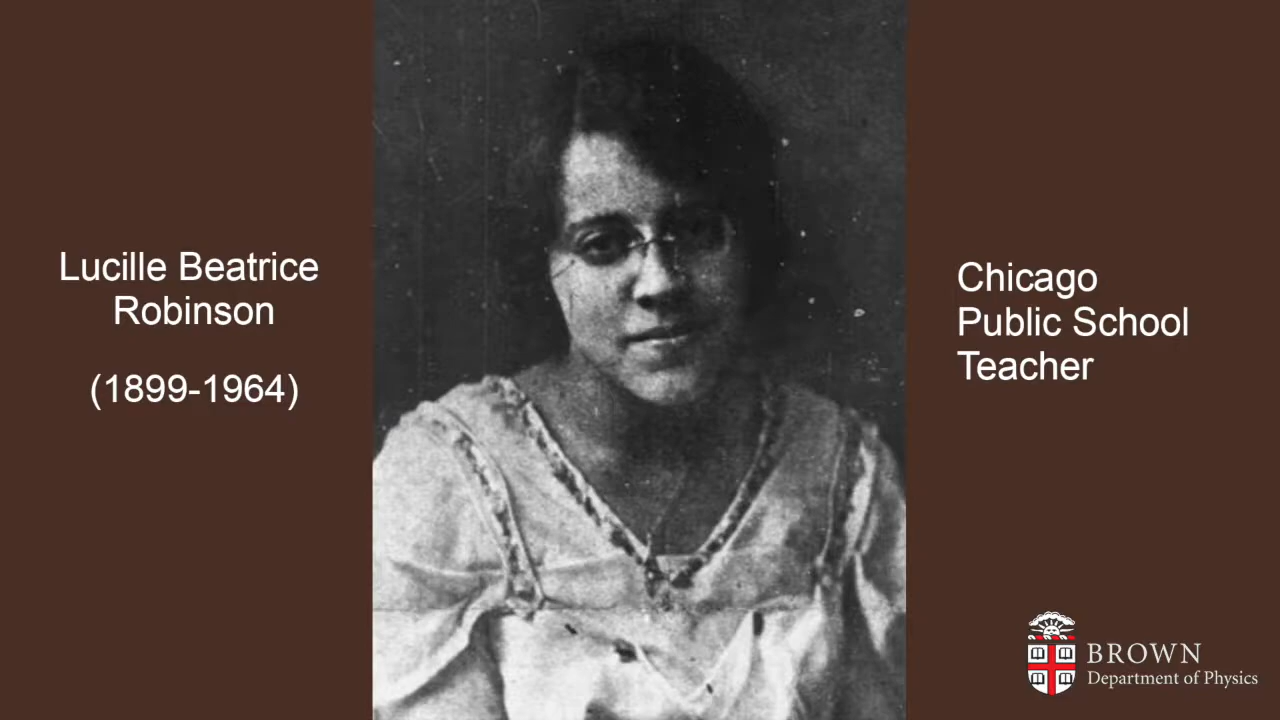 Lucille Beatrice
Robinson
(1899-1964)
Chicago
Public School
Teacher
BROWN
Department of Physics